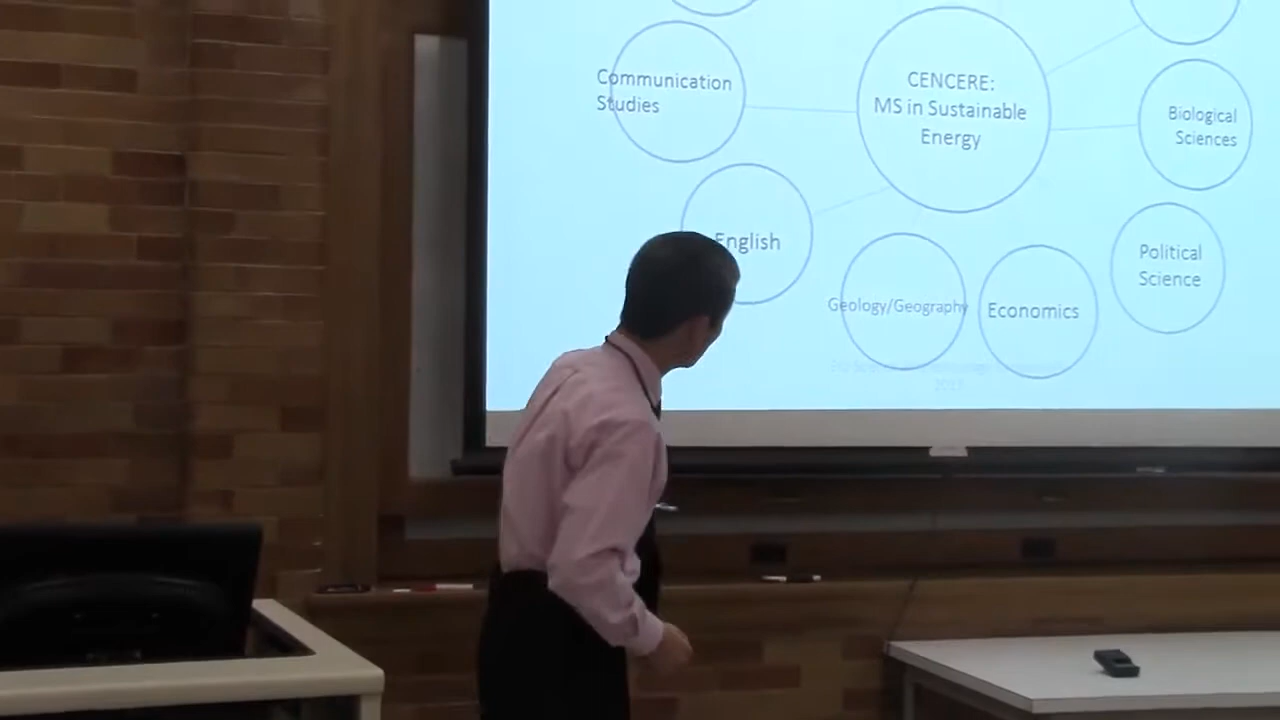 Communication
Studies
CENCERE:
MS in Sustainable
Energy
Biological
Sciences
English
Geology/Geography
Economics
Political
Science